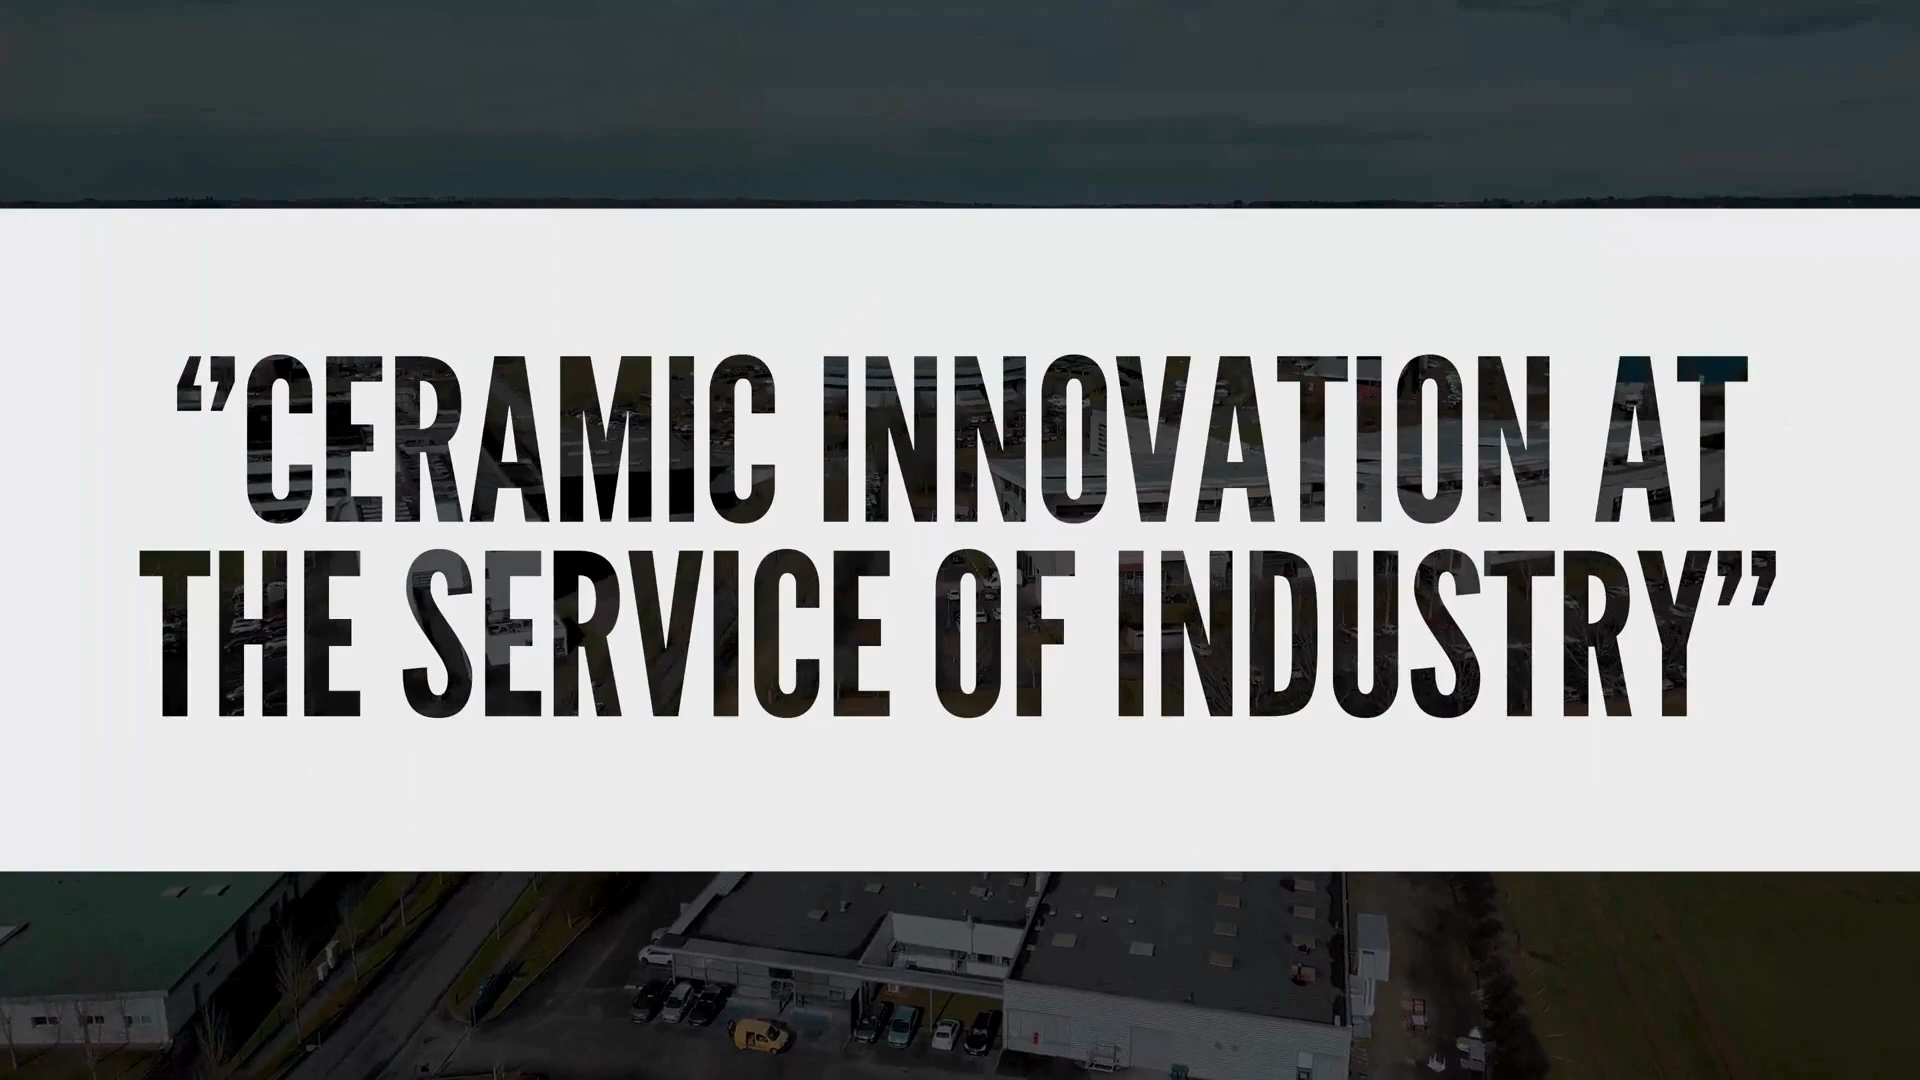 ‘’CERAMIC INNOVATION AT
THE SERVICE OF INDUSTRY’’